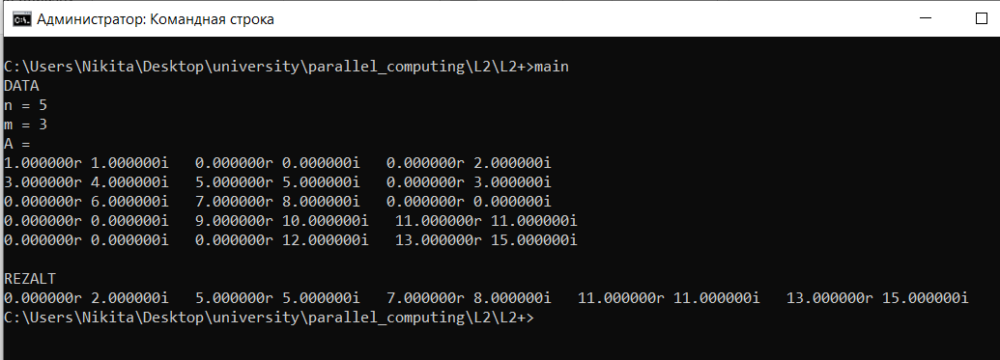 Администратор: Командная строка
C:\Users\Nikita\Desktop\university\parallel_computing\L2\L2+>main
DATA
n = 5
m = 3
A =
1.000000r 1.000000i   0.000000r 0.000000i   0.000000r 2.000000i
3.000000r 4.000000i   5.000000r 5.000000i   0.000000r 3.000000i
0.000000r 6.000000i   7.000000r 8.000000i   0.000000r 0.000000i
0.000000r 0.000000i   9.000000r 10.000000i   11.000000r 11.000000i
0.000000r 0.000000i   0.000000r 12.000000i   13.000000r 15.000000i
REZALT
0.000000r 2.000000i   5.000000r 5.000000i   7.000000r 8.000000i   11.000000r 11.000000i   13.000000r 15.000000i
C:\Users\Nikita\Desktop\university\parallel_computing\L2\L2+>